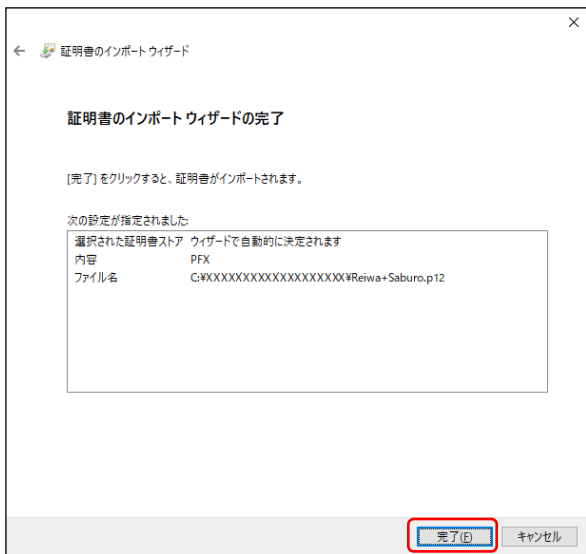 証明書のインポート ウィザード
証明書のインポート ウィザードの完了
[完了] をクリックすると、証明書がインポートされます。
次の設定が指定されました:
選択された証明書ストア ウィザードで自動的に決定されます
内容 PFX
ファイル名 C:¥XXXXXXXXXXXXXXXXXXX¥Reiwa+Saburo.p12
完了(F) キャンセル